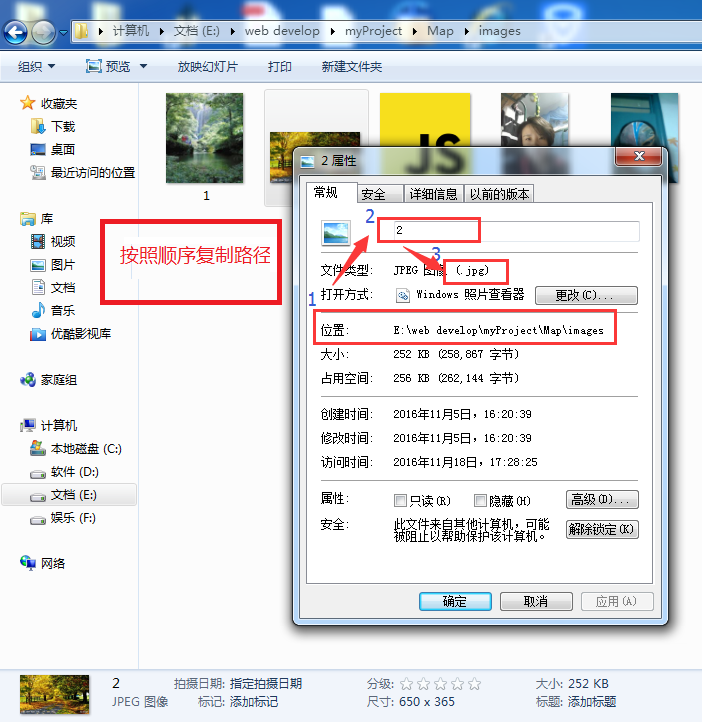 计算机 ▸ 文档 (E:) ▸ web develop ▸ myProject ▸ Map ▸ images
组织 预览 放映幻灯片 打印 新建文件夹
收藏夹
下载
桌面
最近访问的位置
库
视频
图片
文档
音乐
优酷影视库
家庭组
计算机
本地磁盘 (C:)
软件 (D:)
文档 (E:)
娱乐 (F:)
网络
1
JS
按照顺序复制路径
2 属性
常规 安全 详细信息 以前的版本
2
2
3
1
文件类型: JPEG 图像 (.jpg)
打开方式: Windows 照片查看器 更改(C)...
位置: E:\web develop\myProject\Map\images
大小: 252 KB (258,867 字节)
占用空间: 256 KB (262,144 字节)
创建时间: 2016年11月5日，16:20:39
修改时间: 2016年11月5日，16:20:39
访问时间: 2016年11月18日，17:28:25
属性: 只读(R) 隐藏(H) 高级(D)...
安全: 此文件来自其他计算机，可能
被阻止以帮助保护该计算机。
解除锁定(K)
确定 取消 应用(A)
2 拍摄日期: 指定拍摄日期 分级: 大小: 252 KB
JPEG 图像 标记: 添加标记 尺寸: 650 x 365 标题: 添加标题